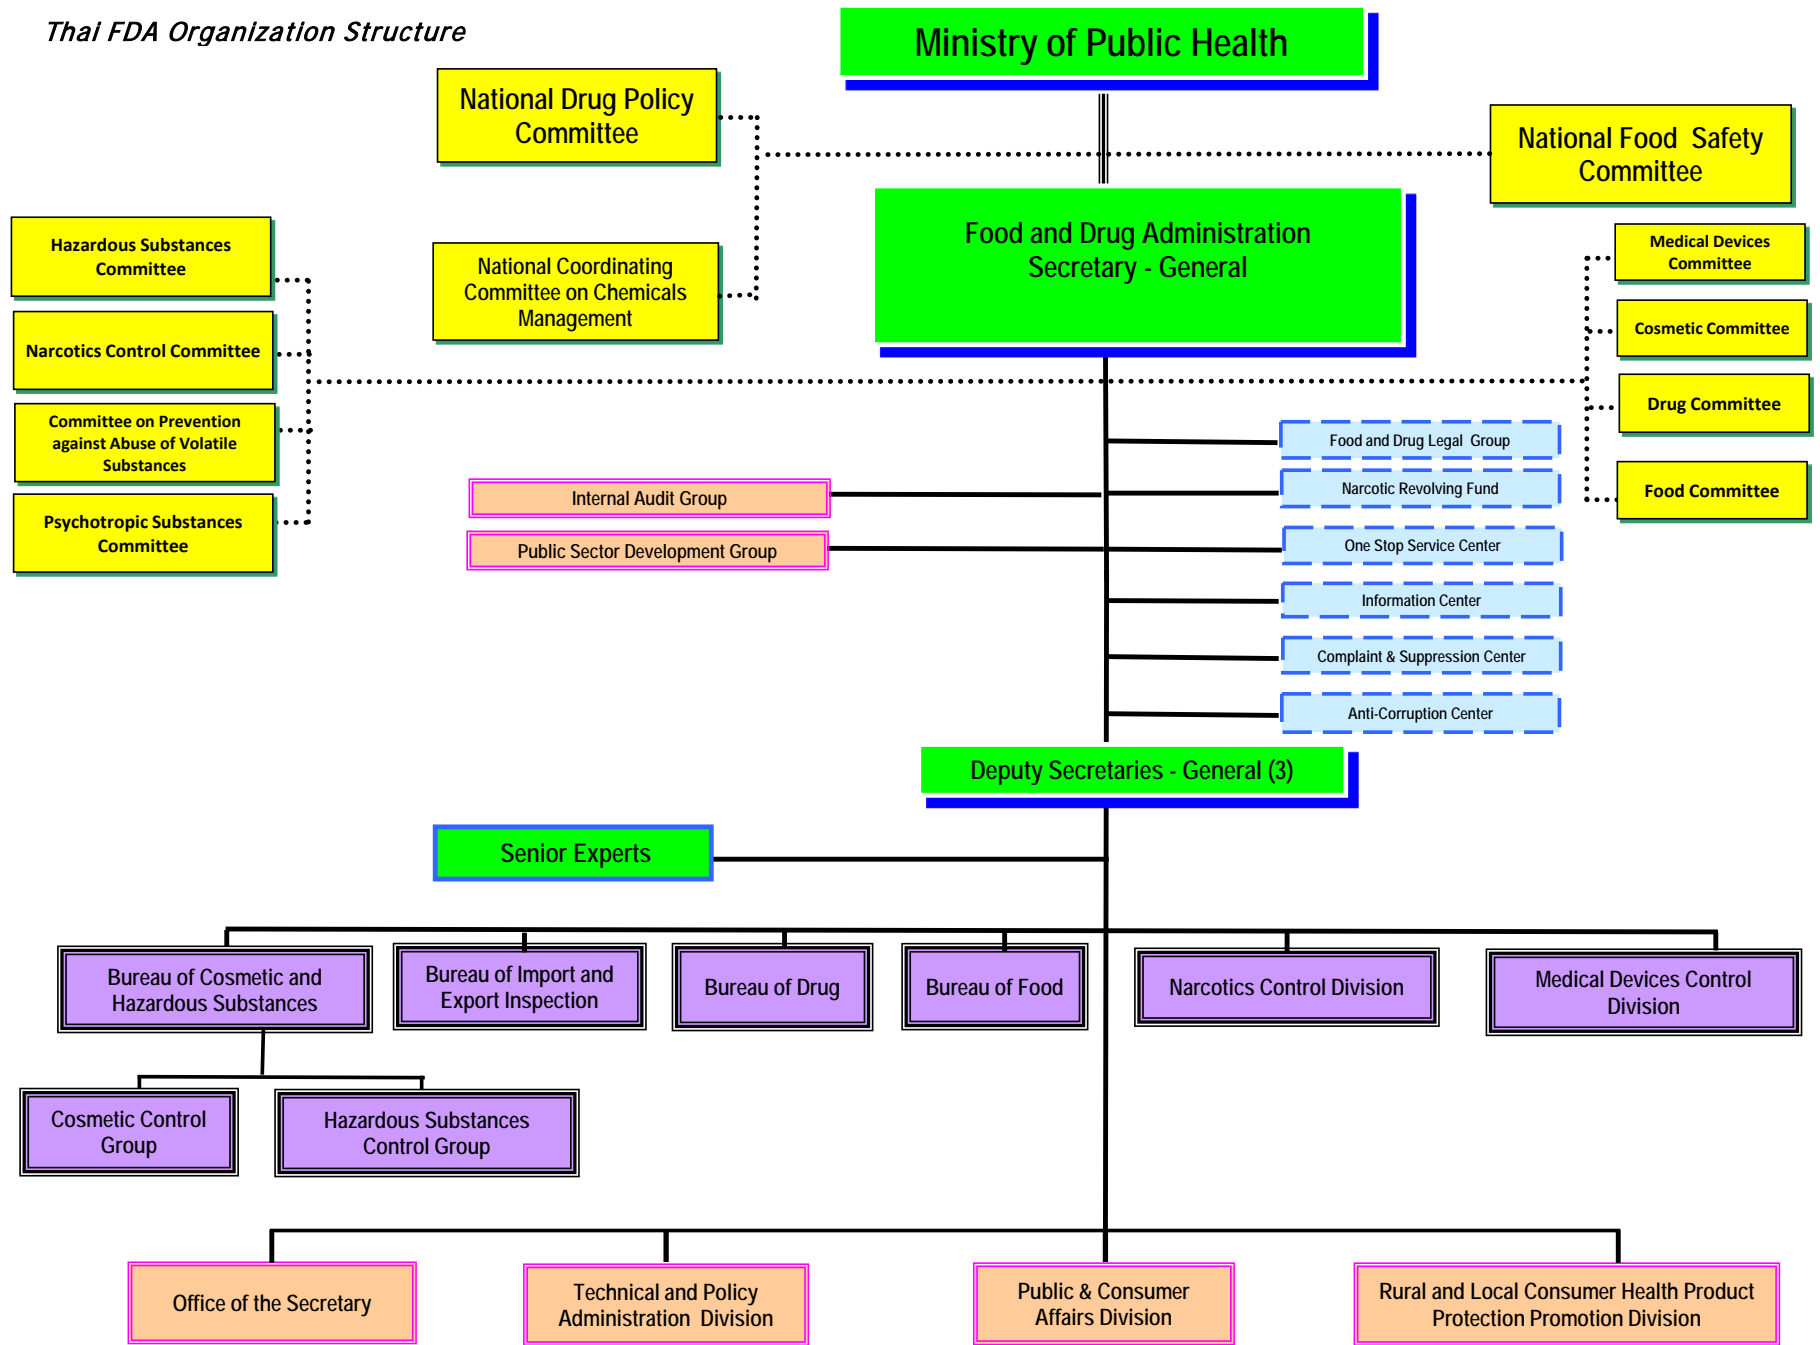 Thai FDA Organization Structure
Ministry of Public Health
National Drug Policy
Committee
National Food Safety
Committee
Hazardous Substances
Committee
National Coordinating
Committee on Chemicals
Management
Food and Drug Administration
Secretary - General
Medical Devices
Committee
Narcotics Control Committee
Cosmetic Committee
Committee on Prevention
against Abuse of Volatile
Substances
Drug Committee
Psychotropic Substances
Committee
Food Committee
Food and Drug Legal Group
Internal Audit Group
Narcotic Revolving Fund
Public Sector Development Group
One Stop Service Center
Information Center
Complaint & Suppression Center
Anti-Corruption Center
Deputy Secretaries - General (3)
Senior Experts
Bureau of Cosmetic and
Hazardous Substances
Bureau of Import and
Export Inspection
Bureau of Drug
Bureau of Food
Narcotics Control Division
Medical Devices Control
Division
Cosmetic Control
Group
Hazardous Substances
Control Group
Office of the Secretary
Technical and Policy
Administration Division
Public & Consumer
Affairs Division
Rural and Local Consumer Health Product
Protection Promotion Division